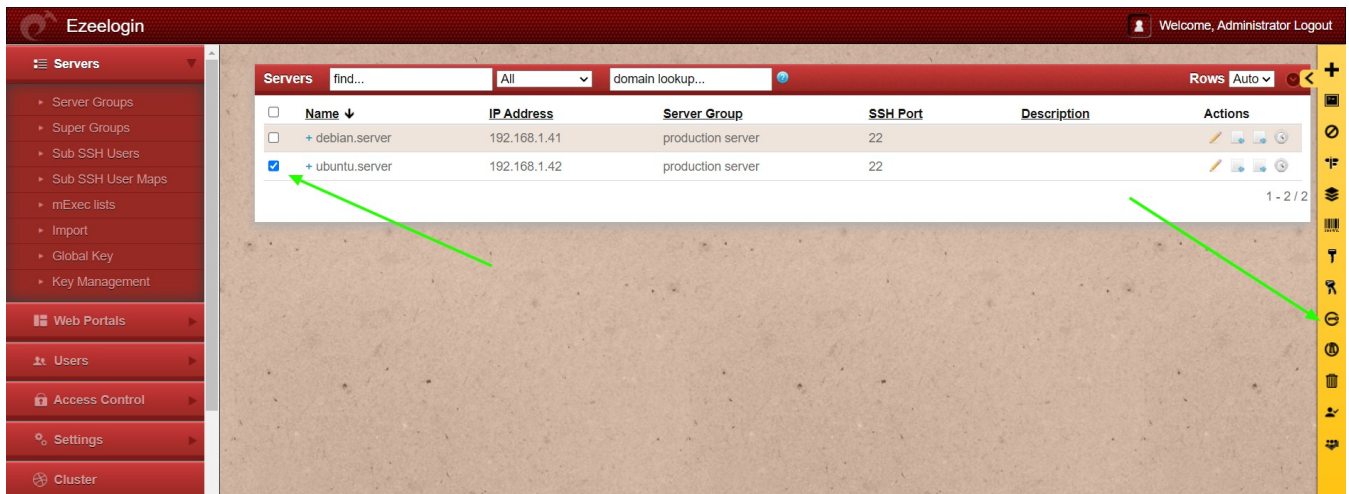 Ezeelogin
Welcome, Administrator Logout
Servers
Server Groups
Super Groups
Sub SSH Users
Sub SSH User Maps
mExec lists
Import
Global Key
Key Management
Web Portals
Users
Access Control
Settings
Cluster
Servers find... All domain lookup... Rows Auto
Name ↓ IP Address Server Group SSH Port Description Actions
+ debian.server 192.168.1.41 production server 22
+ ubuntu.server 192.168.1.42 production server 22
1 - 2 / 2